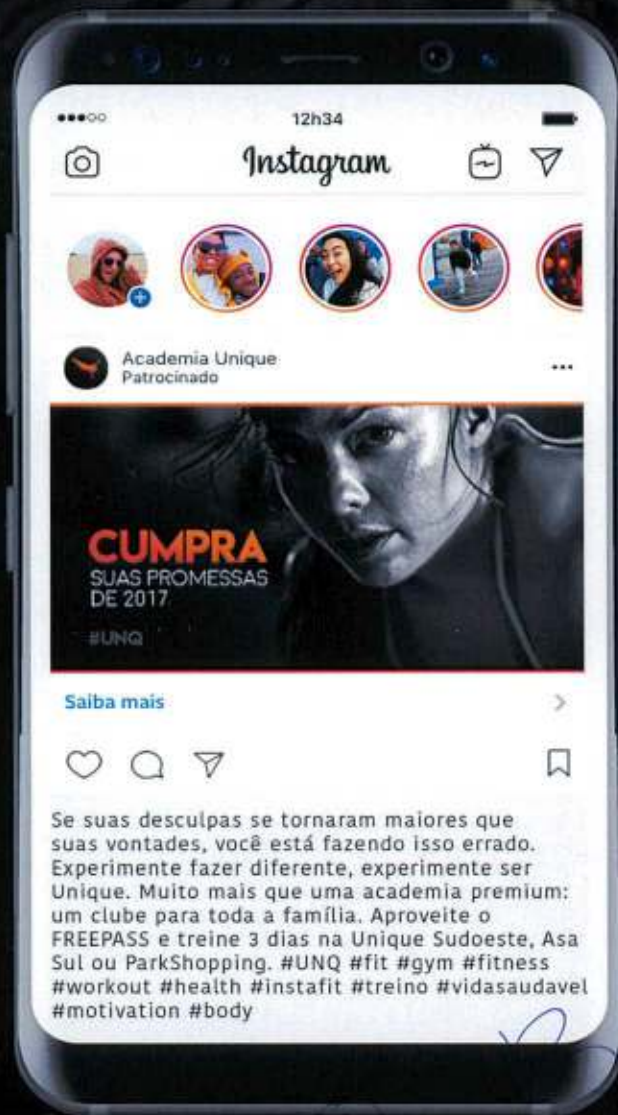 12h34
Instagram
Academia Unique
Patrocinado
CUMPRA
SUAS PROMESSAS
DE 2017
#UNQ
Saiba mais
Se suas desculpas se tornaram maiores que
suas vontades, você está fazendo isso errado.
Experimente fazer diferente, experimente ser
Unique. Muito mais que uma academia premium:
um clube para toda a família. Aproveite o
FREEPASS e treine 3 dias na Unique Sudoeste, Asa
Sul ou ParkShopping. #UNQ #fit #gym #fitness
#workout #health #instafit #treino #vidasaudavel
#motivation #body